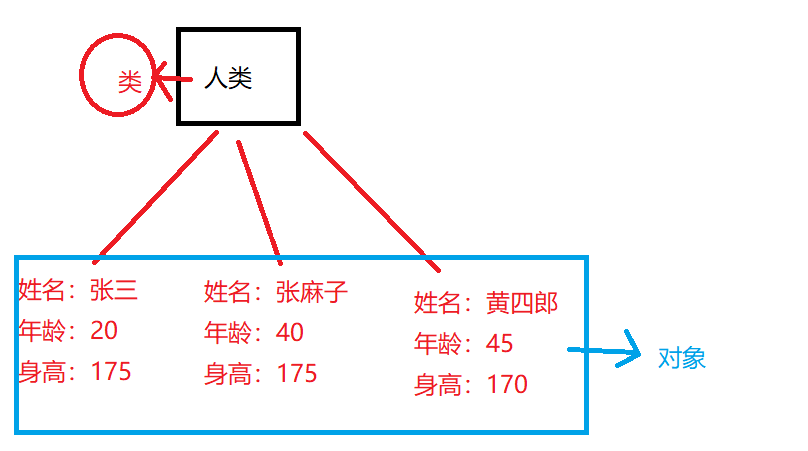 类
人类
姓名：张三
年龄：20
身高：175
姓名：张麻子
年龄：40
身高：175
姓名：黄四郎
年龄：45
身高：170
对象